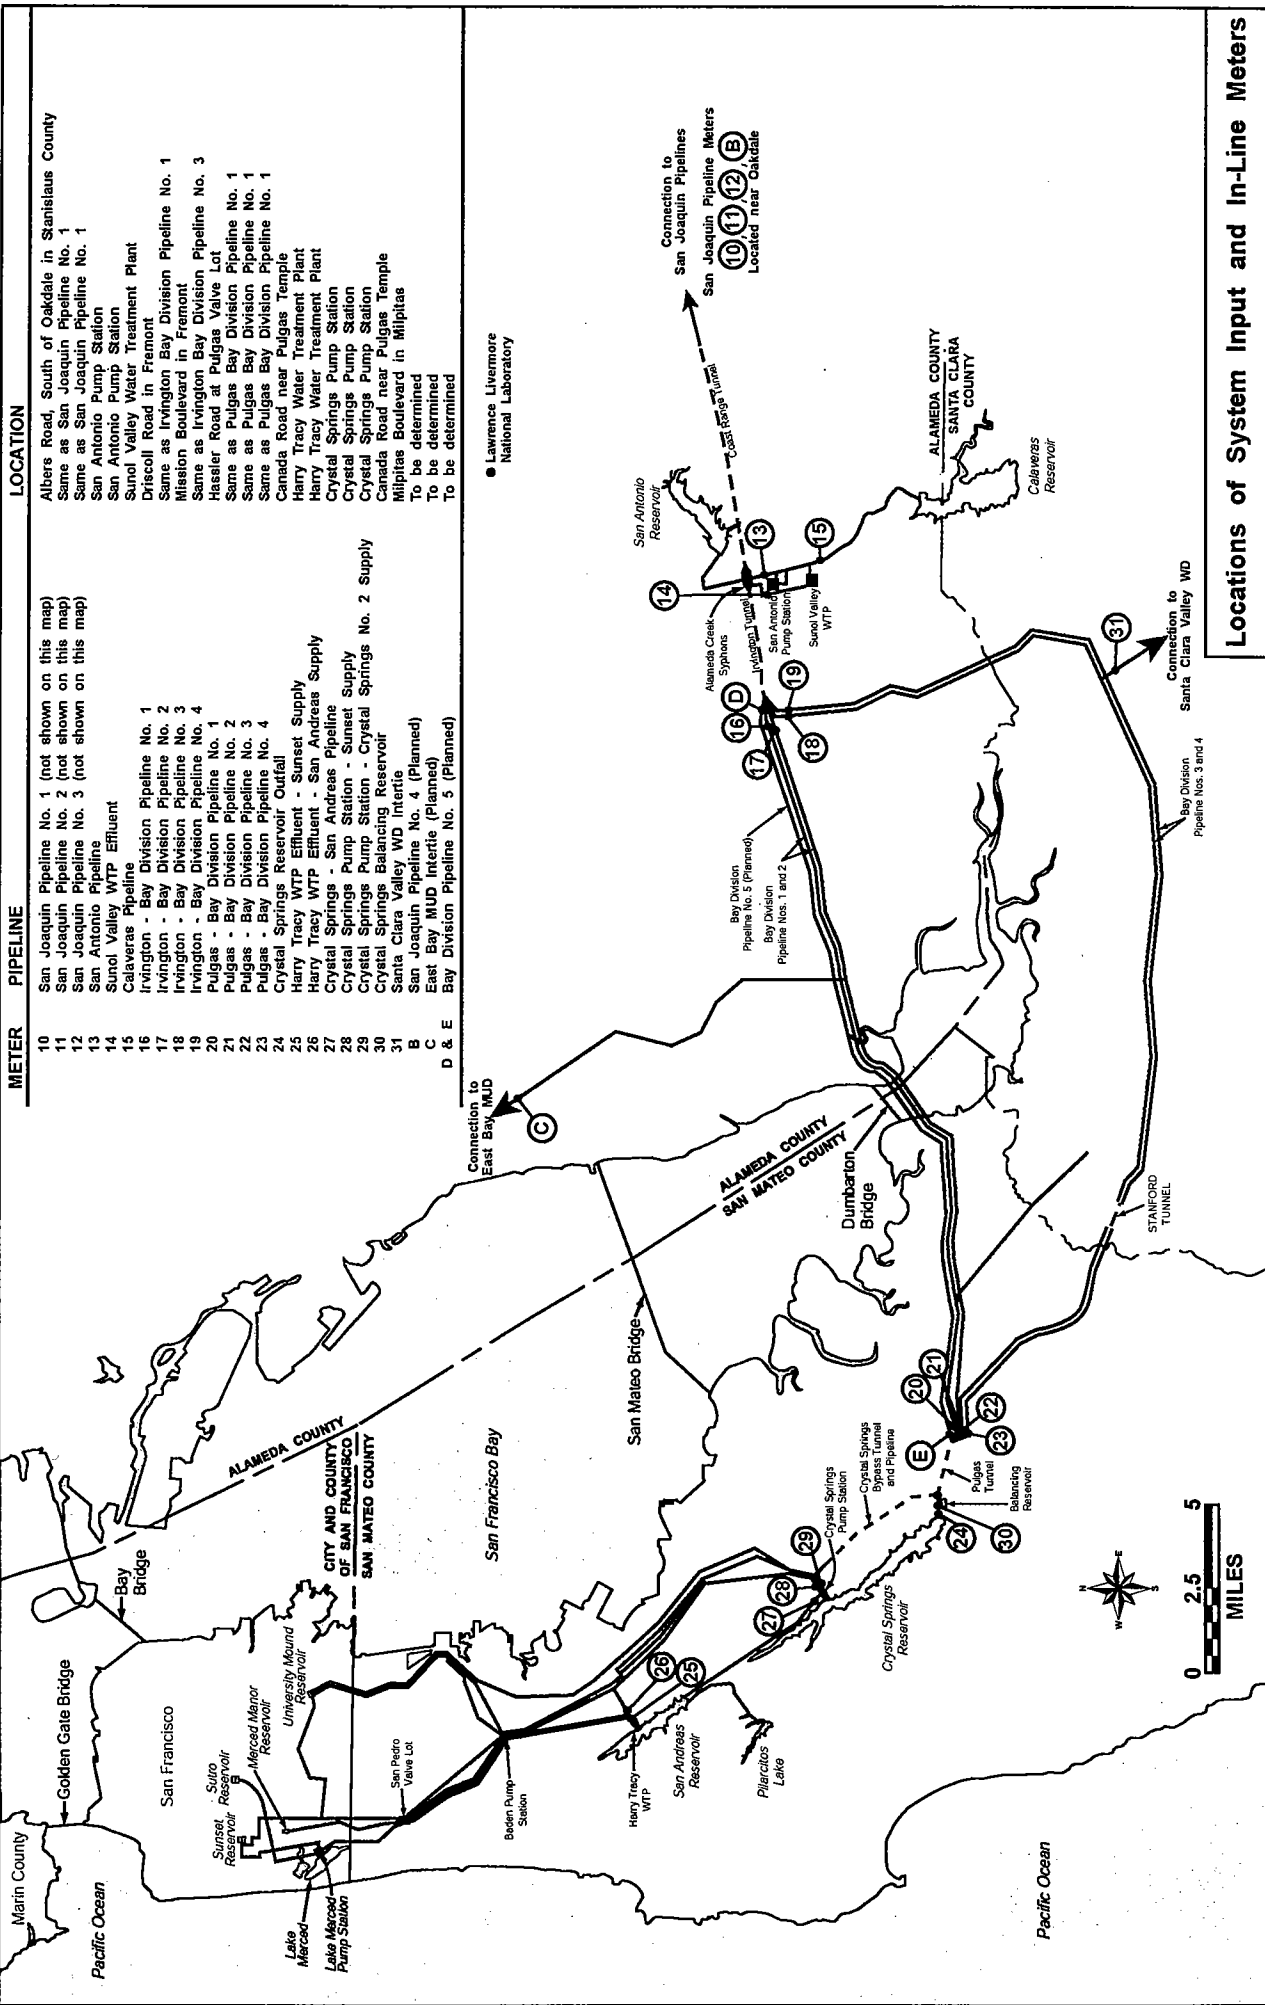 METER PIPELINE LOCATION
10 San Joaquin Pipeline No. 1 (not shown on this map) Albers Road, South of Oakdale in Stanislaus County
11 San Joaquin Pipeline No. 2 (not shown on this map) Same as San Joaquin Pipeline No. 1
12 San Joaquin Pipeline No. 3 (not shown on this map) Same as San Joaquin Pipeline No. 1
13 San Antonio Pipeline San Antonio Pump Station
14 Sunol Valley WTP Effluent San Antonio Pump Station
15 Calaveras Pipeline Sunol Valley Water Treatment Plant
16 Irvington - Bay Division Pipeline No. 1 Driscoll Road in Fremont
17 Irvington - Bay Division Pipeline No. 2 Same as Irvington Bay Division Pipeline No. 1
18 Irvington - Bay Division Pipeline No. 3 Mission Boulevard in Fremont
19 Irvington - Bay Division Pipeline No. 4 Same as Irvington Bay Division Pipeline No. 3
20 Pulgas - Bay Division Pipeline No. 1 Hassler Road at Pulgas Valve Lot
21 Pulgas - Bay Division Pipeline No. 2 Same as Pulgas Bay Division Pipeline No. 1
22 Pulgas - Bay Division Pipeline No. 3 Same as Pulgas Bay Division Pipeline No. 1
23 Pulgas - Bay Division Pipeline No. 4 Same as Pulgas Bay Division Pipeline No. 1
24 Crystal Springs Reservoir Outfall Canada Road near Pulgas Temple
25 Harry Tracy WTP Effluent - Sunset Supply Harry Tracy Water Treatment Plant
26 Harry Tracy WTP Effluent - San Andreas Supply Harry Tracy Water Treatment Plant
27 Crystal Springs - San Andreas Pipeline Crystal Springs Pump Station
28 Crystal Springs Pump Station - Sunset Supply Crystal Springs Pump Station
29 Crystal Springs Pump Station - Crystal Springs No. 2 Supply Crystal Springs Pump Station
30 Crystal Springs Balancing Reservoir Canada Road near Pulgas Temple
31 Santa Clara Valley WD Intertie Milpitas Boulevard in Milpitas
B San Joaquin Pipeline No. 4 (Planned) To be determined
C East Bay MUD Intertie (Planned) To be determined
D & E Bay Division Pipeline No. 5 (Planned) To be determined
Marin County
Pacific Ocean
Golden Gate Bridge
Bay
Bridge
San Francisco
Sutro
Reservoir
Sunset
Reservoir
Merced Manor
Reservoir
University Mound
Reservoir
Lake
Merced
Lake Merced
Pump Station
ALAMEDA COUNTY
CITY AND COUNTY
OF SAN FRANCISCO
SAN MATEO COUNTY
San Pedro
Valve Lot
San Francisco Bay
Baden Pump
Station
Connection to
East Bay MUD
C
Lawrence Livermore
National Laboratory
San Mateo Bridge
Harry Tracy
WTP
San Andreas
Reservoir
Pilarcitos
Lake
26
25
27
28
29
Crystal Springs
Pump Station
Crystal Springs
Bypass Tunnel
and Pipeline
Crystal Springs
Reservoir
ALAMEDA COUNTY
SAN MATEO COUNTY
Dumbarton
Bridge
Bay Division
Pipeline No. 5 (Planned)
Bay Division
Pipeline Nos. 1 and 2
San Antonio
Reservoir
14
Alameda Creek
Syphons
Irvington Tunnel
San Antonio
Pump Station
Sunol Valley
WTP
13
15
Coast Range Tunnel
Connection to
San Joaquin Pipelines
San Joaquin Pipeline Meters
10, 11, 12, B
Located near Oakdale
16
D
17
18
19
ALAMEDA COUNTY
SANTA CLARA
COUNTY
Calaveras
Reservoir
E
20
21
22
23
Pulgas
Tunnel
Balancing
Reservoir
24
30
STANFORD
TUNNEL
31
Connection to
Santa Clara Valley WD
Bay Division
Pipeline Nos. 3 and 4
Pacific Ocean
N
W
E
S
0 2.5 5
MILES
Locations of System Input and In-Line Meters